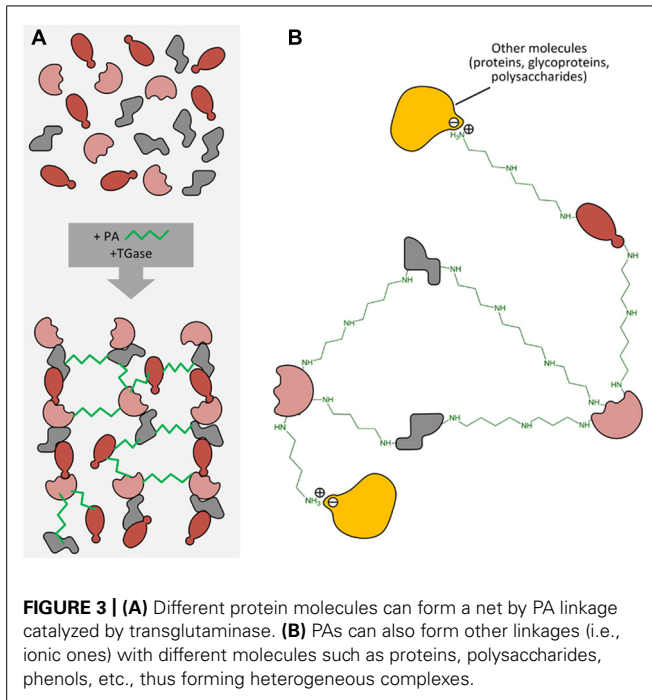 A
B
Other molecules
(proteins, glycoproteins,
polysaccharides)
⊖
⊕
H₃N
NH
NH
NH
+ PA
+TGase
NH
NH
NH
NH
NH
NH
NH
HN
NH
NH
NH
NH
NH
HN
⊕
⊖
NH₃
FIGURE 3 | (A) Different protein molecules can form a net by PA linkage
catalyzed by transglutaminase. (B) PAs can also form other linkages (i.e.,
ionic ones) with different molecules such as proteins, polysaccharides,
phenols, etc., thus forming heterogeneous complexes.